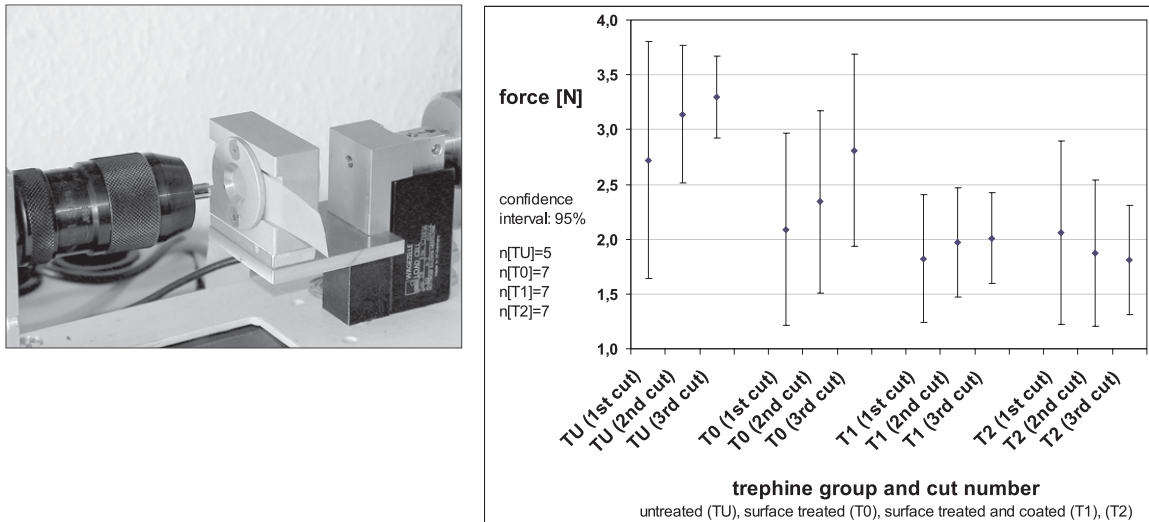 WÄGEZELLE
LOAD CELL
force [N]
confidence
interval: 95%
n[TU]=5
n[T0]=7
n[T1]=7
n[T2]=7
4,0
3,5
3,0
2,5
2,0
1,5
1,0
TU (1st cut)
TU (2nd cut)
TU (3rd cut)
T0 (1st cut)
T0 (2nd cut)
T0 (3rd cut)
T1 (1st cut)
T1 (2nd cut)
T1 (3rd cut)
T2 (1st cut)
T2 (2nd cut)
T2 (3rd cut)
trephine group and cut number
untreated (TU), surface treated (T0), surface treated and coated (T1), (T2)